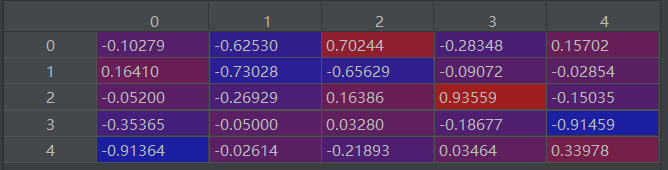 0 1 2 3 4
0 -0.10279 -0.62530 0.70244 -0.28348 0.15702
1 0.16410 -0.73028 -0.65629 -0.09072 -0.02854
2 -0.05200 -0.26929 0.16386 0.93559 -0.15035
3 -0.35365 -0.05000 0.03280 -0.18677 -0.91459
4 -0.91364 -0.02614 -0.21893 0.03464 0.33978